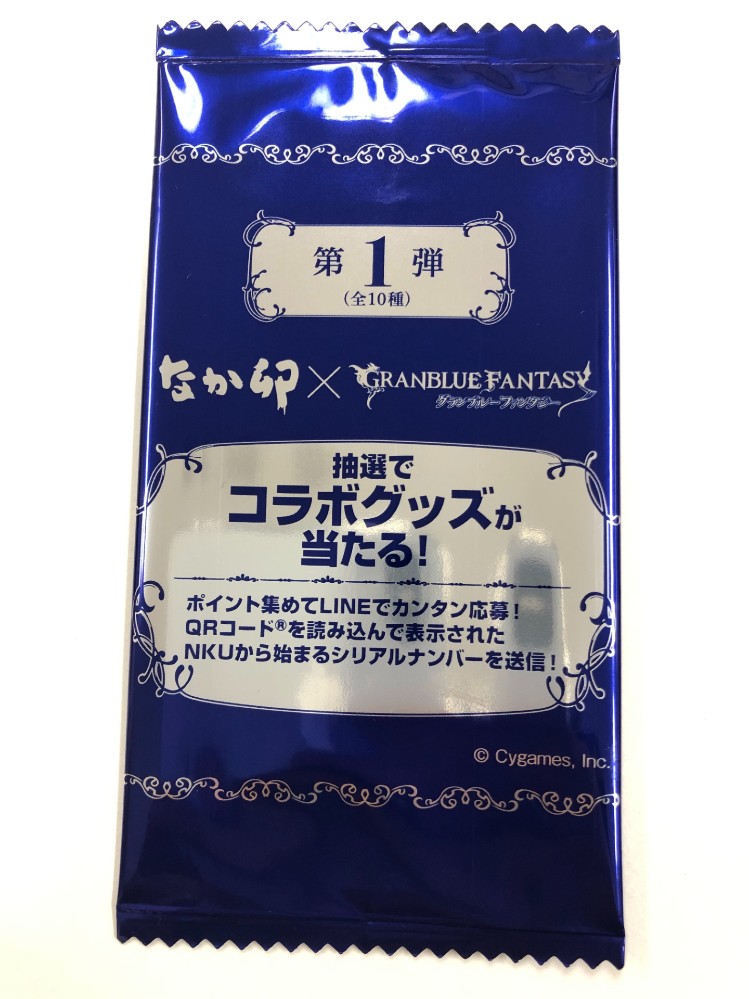 第1弾
(全10種)
なか卯×GRANBLUE FANTASY
グランブルーファンタジー
抽選で
コラボグッズが
当たる!
ポイント集めてLINEでカンタン応募!
QRコード®を読み込んで表示された
NKUから始まるシリアルナンバーを送信!
© Cygames, Inc.